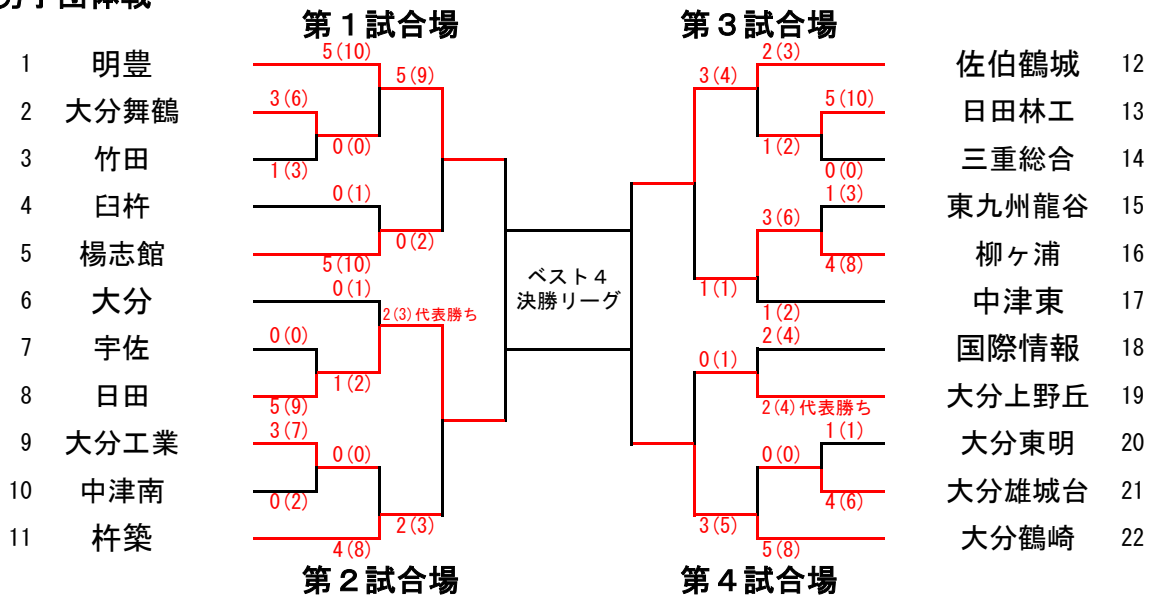 第１試合場
第３試合場
1 明豊
2 大分舞鶴
3 竹田
4 臼杵
5 楊志館
6 大分
7 宇佐
8 日田
9 大分工業
10 中津南
11 杵築
5(10)
3(6)
1(3)
0(0)
5(9)
0(1)
5(10)
0(2)
0(1)
0(0)
5(9)
1(2)
2(3)代表勝ち
3(7)
0(2)
0(0)
4(8)
2(3)
ベスト４
決勝リーグ
2(3)
3(4)
5(10)
0(0)
1(2)
1(3)
3(6)
4(8)
1(1)
1(2)
2(4)
0(1)
2(4)代表勝ち
1(1)
0(0)
4(6)
3(5)
5(8)
佐伯鶴城 12
日田林工 13
三重総合 14
東九州龍谷 15
柳ヶ浦 16
中津東 17
国際情報 18
大分上野丘 19
大分東明 20
大分雄城台 21
大分鶴崎 22
第２試合場
第４試合場